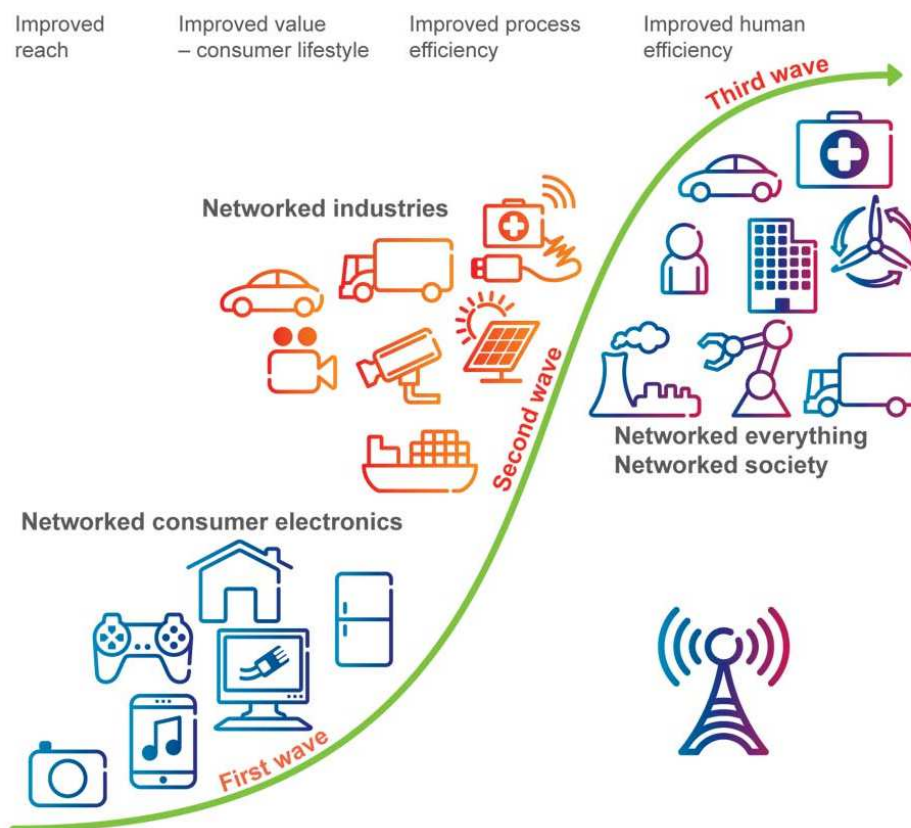 Improved
reach
Improved value
– consumer lifestyle
Improved process
efficiency
Improved human
efficiency
Third wave
Networked industries
Second wave
Networked everything
Networked society
Networked consumer electronics
First wave